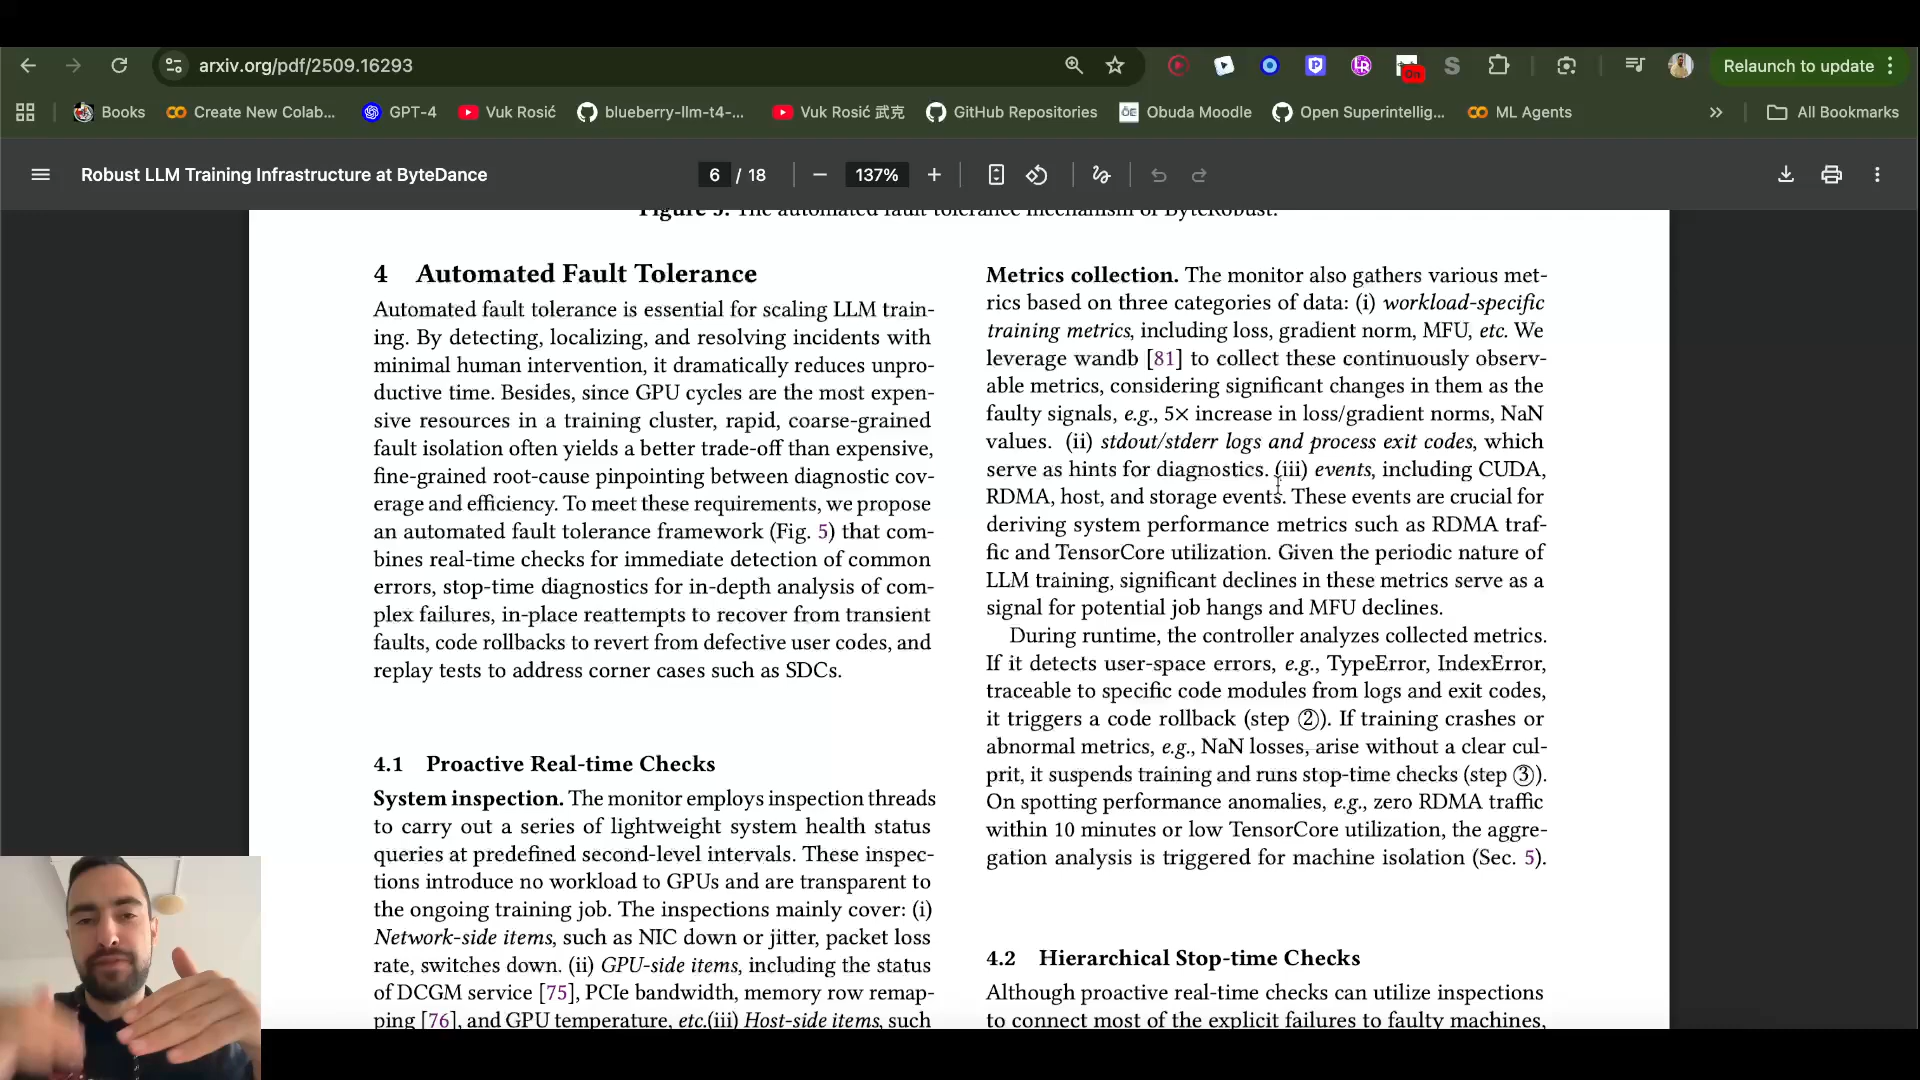 arxiv.org/pdf/2509.16293
On
Relaunch to update
Books
Create New Colab...
GPT-4
Vuk Rosić
blueberry-llm-t4-...
Vuk Rosić 武克
GitHub Repositories
Obuda Moodle
Open Superintellig...
ML Agents
All Bookmarks
Robust LLM Training Infrastructure at ByteDance
6 / 18
137%
Figure 5. The automated fault tolerance mechanism of ByteRobust.
4 Automated Fault Tolerance
Automated fault tolerance is essential for scaling LLM train-
ing. By detecting, localizing, and resolving incidents with
minimal human intervention, it dramatically reduces unpro-
ductive time. Besides, since GPU cycles are the most expen-
sive resources in a training cluster, rapid, coarse-grained
fault isolation often yields a better trade-off than expensive,
fine-grained root-cause pinpointing between diagnostic cov-
erage and efficiency. To meet these requirements, we propose
an automated fault tolerance framework (Fig. 5) that com-
bines real-time checks for immediate detection of common
errors, stop-time diagnostics for in-depth analysis of com-
plex failures, in-place reattempts to recover from transient
faults, code rollbacks to revert from defective user codes, and
replay tests to address corner cases such as SDCs.
4.1 Proactive Real-time Checks
System inspection. The monitor employs inspection threads
to carry out a series of lightweight system health status
queries at predefined second-level intervals. These inspec-
tions introduce no workload to GPUs and are transparent to
the ongoing training job. The inspections mainly cover: (i)
Network-side items, such as NIC down or jitter, packet loss
rate, switches down. (ii) GPU-side items, including the status
of DCGM service [75], PCIe bandwidth, memory row remap-
ping [76], and GPU temperature, etc.(iii) Host-side items, such
Metrics collection. The monitor also gathers various met-
rics based on three categories of data: (i) workload-specific
training metrics, including loss, gradient norm, MFU, etc. We
leverage wandb [81] to collect these continuously observ-
able metrics, considering significant changes in them as the
faulty signals, e.g., 5× increase in loss/gradient norms, NaN
values. (ii) stdout/stderr logs and process exit codes, which
serve as hints for diagnostics. (iii) events, including CUDA,
RDMA, host, and storage events. These events are crucial for
deriving system performance metrics such as RDMA traf-
fic and TensorCore utilization. Given the periodic nature of
LLM training, significant declines in these metrics serve as a
signal for potential job hangs and MFU declines.
During runtime, the controller analyzes collected metrics.
If it detects user-space errors, e.g., TypeError, IndexError,
traceable to specific code modules from logs and exit codes,
it triggers a code rollback (step ②). If training crashes or
abnormal metrics, e.g., NaN losses, arise without a clear cul-
prit, it suspends training and runs stop-time checks (step ③).
On spotting performance anomalies, e.g., zero RDMA traffic
within 10 minutes or low TensorCore utilization, the aggre-
gation analysis is triggered for machine isolation (Sec. 5).
4.2 Hierarchical Stop-time Checks
Although proactive real-time checks can utilize inspections
to connect most of the explicit failures to faulty machines,